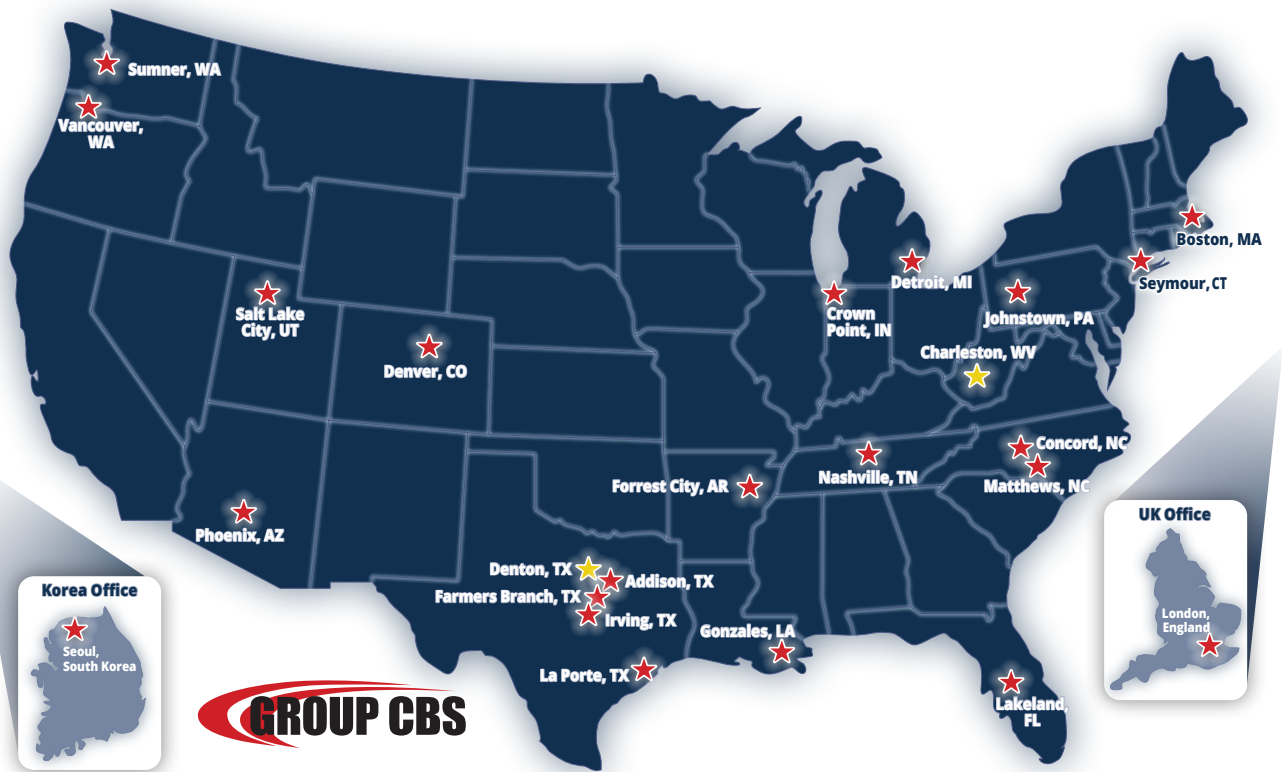 Sumner, WA
Vancouver,
WA
Boston, MA
Seymour, CT
Detroit, MI
Salt Lake
City, UT
Crown
Point, IN
Johnstown, PA
Charleston, WV
Denver, CO
Concord, NC
Nashville, TN
Matthews, NC
Forrest City, AR
Phoenix, AZ
UK Office
London,
England
Denton, TX
Addison, TX
Farmers Branch, TX
Irving, TX
Korea Office
Seoul,
South Korea
Gonzales, LA
La Porte, TX
Lakeland,
FL
GROUP CBS